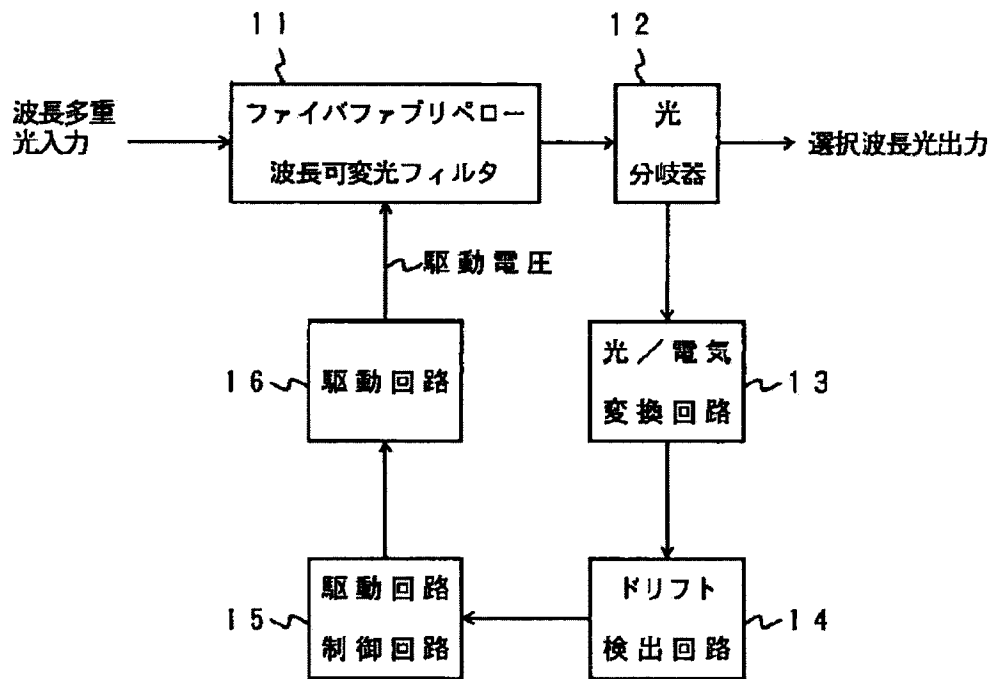 11
12
波長多重
光入力
ファイバファブリペロー
波長可変光フィルタ
光
分岐器
選択波長光出力
駆動電圧
16
駆動回路
光／電気
変換回路
13
15
駆動回路
制御回路
ドリフト
検出回路
14